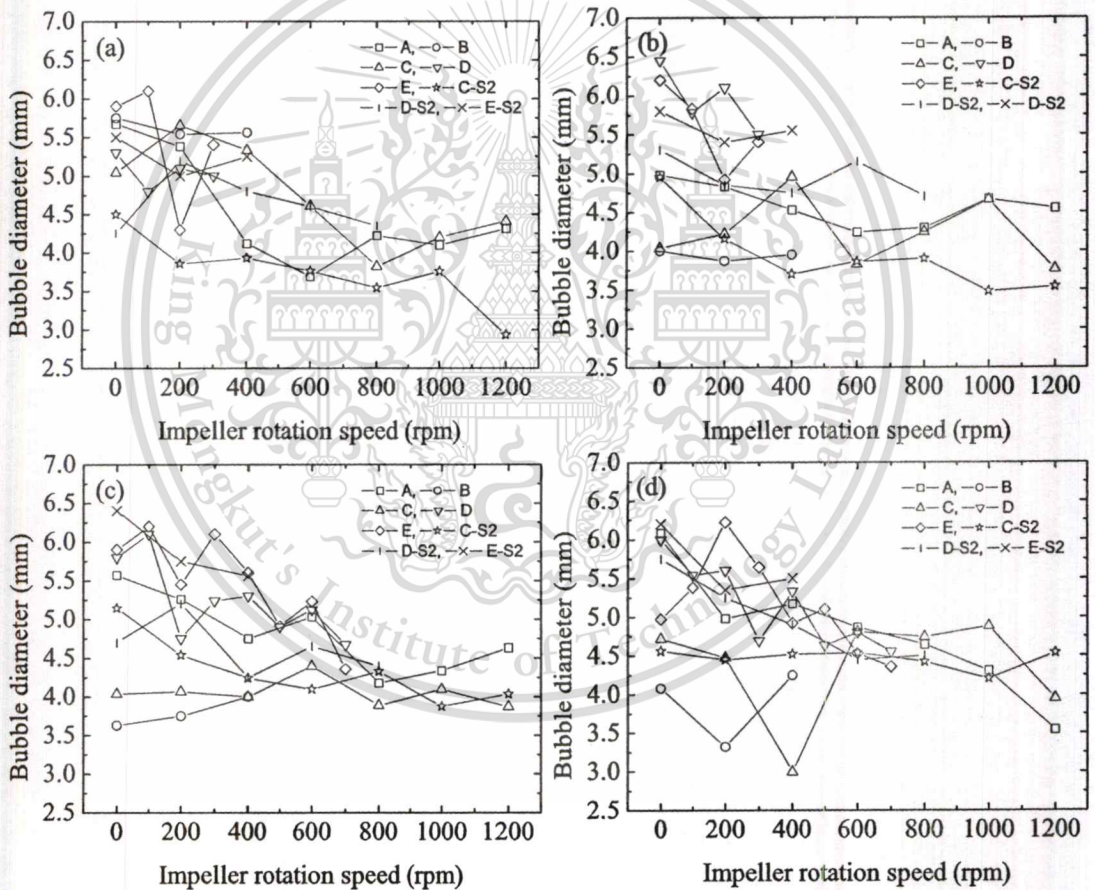 (a)
A, B
C, D
E, C-S2
D-S2, E-S2
7.0
6.5
6.0
5.5
5.0
4.5
4.0
3.5
3.0
2.5
0 200 400 600 800 1000 1200
Bubble diameter (mm)
Impeller rotation speed (rpm)
(b)
A, B
C, D
E, C-S2
D-S2, D-S2
7.0
6.5
6.0
5.5
5.0
4.5
4.0
3.5
3.0
2.5
0 200 400 600 800 1000 1200
Bubble diameter (mm)
Impeller rotation speed (rpm)
(c)
A, B
C, D
E, C-S2
D-S2, E-S2
7.0
6.5
6.0
5.5
5.0
4.5
4.0
3.5
3.0
2.5
0 200 400 600 800 1000 1200
Bubble diameter (mm)
Impeller rotation speed (rpm)
(d)
A, B
C, D
E, C-S2
D-S2, E-S2
7.0
6.5
6.0
5.5
5.0
4.5
4.0
3.5
3.0
2.5
0 200 400 600 800 1000 1200
Bubble diameter (mm)
Impeller rotation speed (rpm)
King Mongkut's Institute of Technology Ladkrabang